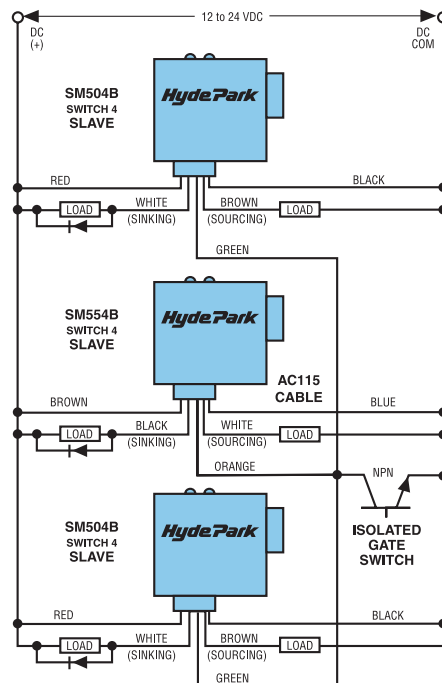 12 to 24 VDC
DC
(+)
DC
COM
SM504B
SWITCH 4
SLAVE
HydePark
RED
BLACK
LOAD
WHITE
(SINKING)
BROWN
(SOURCING)
LOAD
GREEN
SM554B
SWITCH 4
SLAVE
HydePark
AC115
CABLE
BROWN
BLUE
LOAD
BLACK
(SINKING)
WHITE
(SOURCING)
LOAD
ORANGE
NPN
ISOLATED
GATE
SWITCH
SM504B
SWITCH 4
SLAVE
HydePark
RED
BLACK
LOAD
WHITE
(SINKING)
BROWN
(SOURCING)
LOAD
GREEN